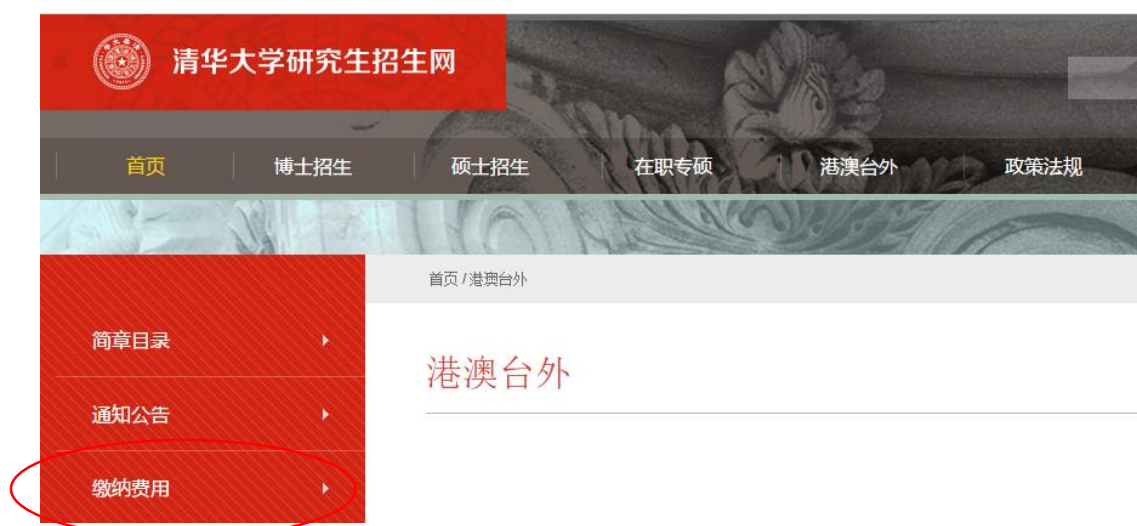 清华大学研究生招生网
首页 博士招生 硕士招生 在职专硕 港澳台外 政策法规
首页 / 港澳台外
简章目录
港澳台外
通知公告
缴纳费用